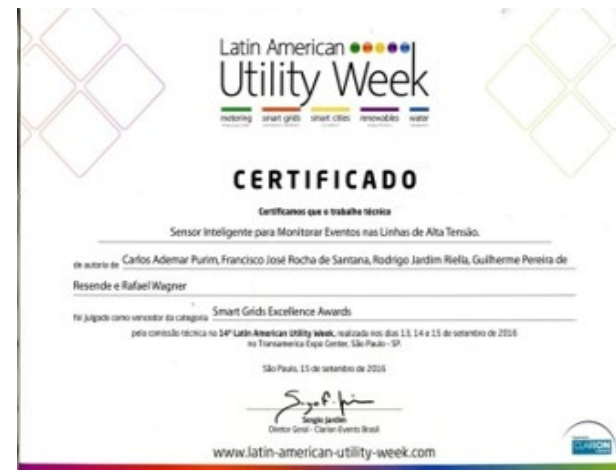 Latin American
Utility Week
metering smart grids smart cities renewables water
CERTIFICADO
Certificamos que o trabalho técnico
Sensor Inteligente para Monitorar Eventos nas Linhas de Alta Tensão.
de autoria de Carlos Ademar Purim, Francisco José Rocha de Santana, Rodrigo Jardim Riella, Guilherme Pereira de
Resende e Rafael Wagner
foi julgado como vencedor da categoria Smart Grids Excellence Awards
pela comissão técnica na 14ª Latin American Utility Week, realizada nos dias 13, 14 e 15 de setembro de 2016
no Transamerica Expo Center, São Paulo - SP.
São Paulo, 15 de setembro de 2016
Sergio Jardim
Diretor Geral - Clarion Events Brasil
www.latin-american-utility-week.com
CLARION